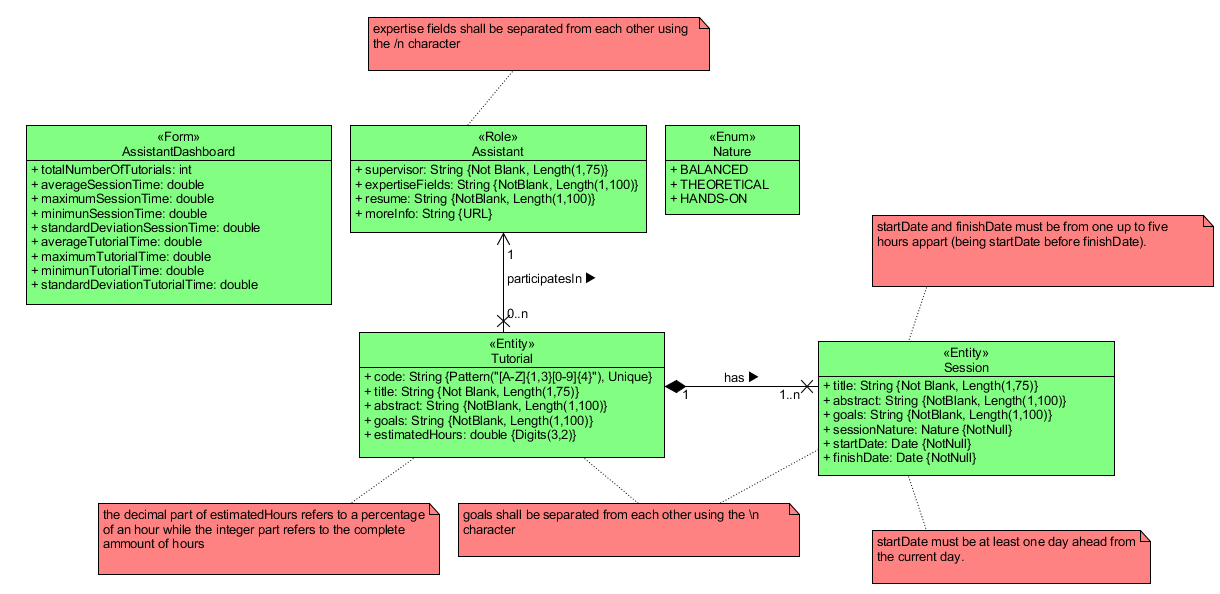 expertise fields shall be separated from each other using
the /n character
«Form»
AssistantDashboard
+ totalNumberOfTutorials: int
+ averageSessionTime: double
+ maximumSessionTime: double
+ minimunSessionTime: double
+ standardDeviationSessionTime: double
+ averageTutorialTime: double
+ maximumTutorialTime: double
+ minimunTutorialTime: double
+ standardDeviationTutorialTime: double
«Role»
Assistant
+ supervisor: String {Not Blank, Length(1,75)}
+ expertiseFields: String {NotBlank, Length(1,100)}
+ resume: String {NotBlank, Length(1,100)}
+ moreInfo: String {URL}
«Enum»
Nature
+ BALANCED
+ THEORETICAL
+ HANDS-ON
startDate and finishDate must be from one up to five
hours appart (being startDate before finishDate).
1
participatesIn
0..n
«Entity»
Tutorial
+ code: String {Pattern("[A-Z]{1,3}[0-9]{4}"), Unique}
+ title: String {Not Blank, Length(1,75)}
+ abstract: String {NotBlank, Length(1,100)}
+ goals: String {NotBlank, Length(1,100)}
+ estimatedHours: double {Digits(3,2)}
has
1
1..n
«Entity»
Session
+ title: String {Not Blank, Length(1,75)}
+ abstract: String {NotBlank, Length(1,100)}
+ goals: String {NotBlank, Length(1,100)}
+ sessionNature: Nature {NotNull}
+ startDate: Date {NotNull}
+ finishDate: Date {NotNull}
the decimal part of estimatedHours refers to a percentage
of an hour while the integer part refers to the complete
ammount of hours
goals shall be separated from each other using the \n
character
startDate must be at least one day ahead from
the current day.